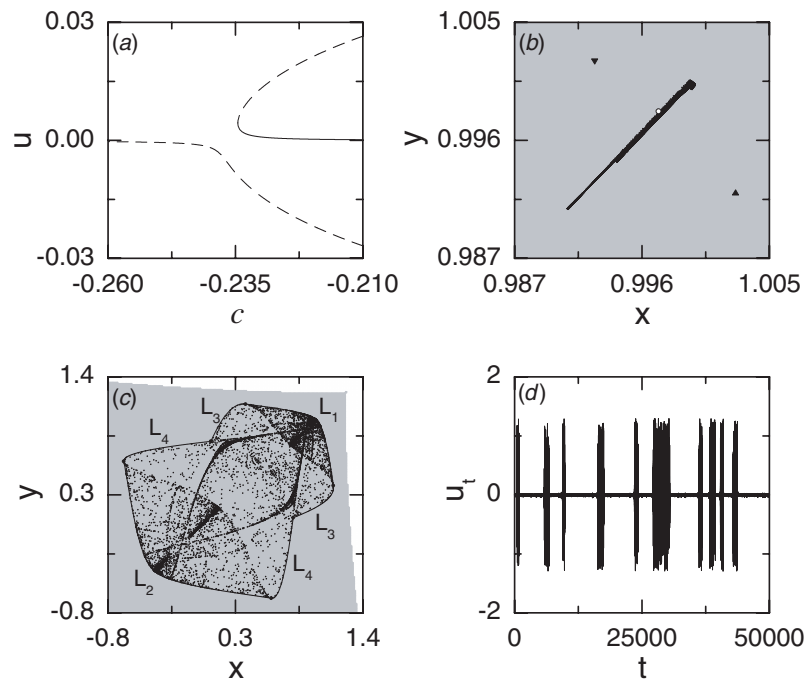 (a)
0.03
0.00
-0.03
u
-0.260
-0.235
-0.210
c
(b)
1.005
0.996
0.987
y
0.987
0.996
1.005
x
(c)
1.4
0.3
-0.8
y
L3
L1
L4
L3
L2
L4
-0.8
0.3
1.4
x
(d)
2
0
-2
ut
0
25000
50000
t